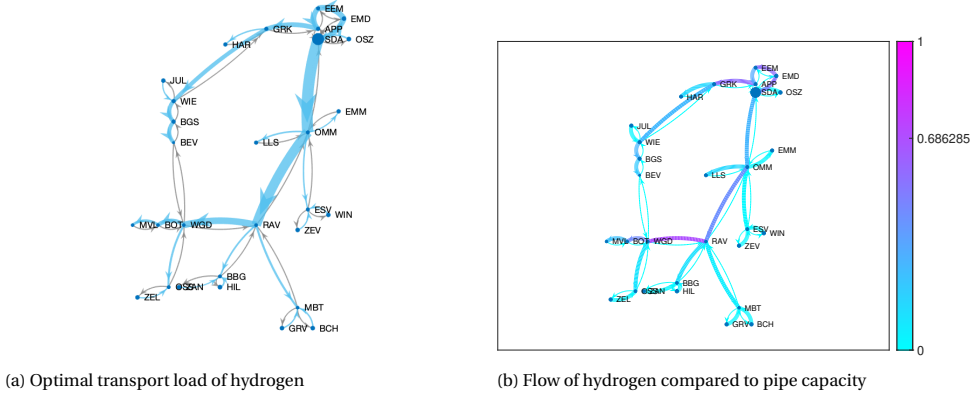 EEM
EMD
GRK
APP
HAR
SDA
OSZ
JUL
WIE
BGS
EMM
BEV
LLS
OMM
ESV
WIN
MVL
BOT
WGD
RAV
ZEV
BBG
ZEL
HIL
MBT
GRV
BCH
(a) Optimal transport load of hydrogen
1
EEM
EMD
GRK
APP
SDA
OSZ
HAR
0.686285
JUL
WIE
EMM
BGS
OMM
BEV
LLS
ESV
WIN
MVL
BOT
WGD
RAV
ZEV
BBG
ZEL
HIL
MBT
GRV
BCH
0
(b) Flow of hydrogen compared to pipe capacity